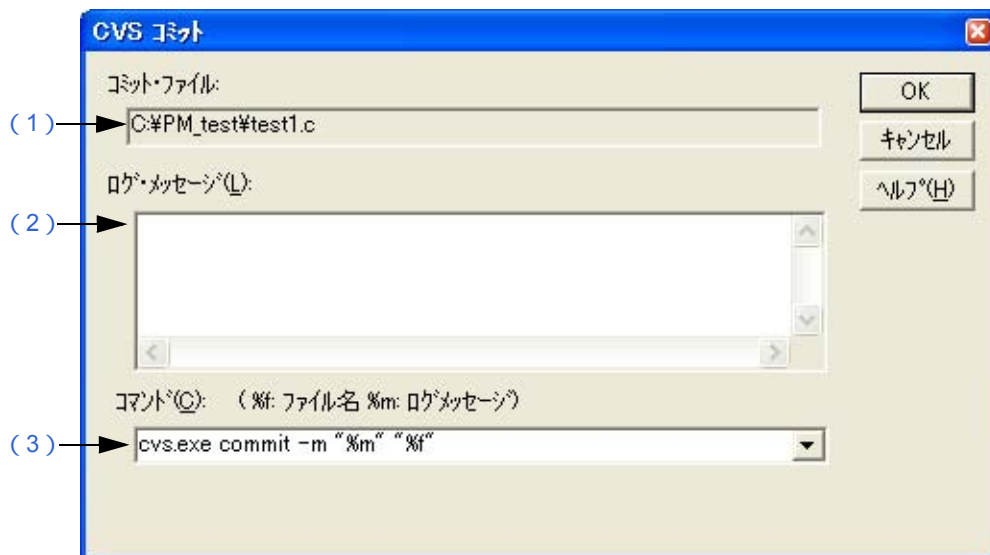 CVS コミット
コミット・ファイル:
OK
(1)
C:¥PM_test¥test1.c
キャンセル
ログ・メッセージ(L):
ヘルプ(H)
(2)
コマンド(C): ( %f: ファイル名 %m: ログメッセージ)
(3)
cvs.exe commit -m "%m" "%f"